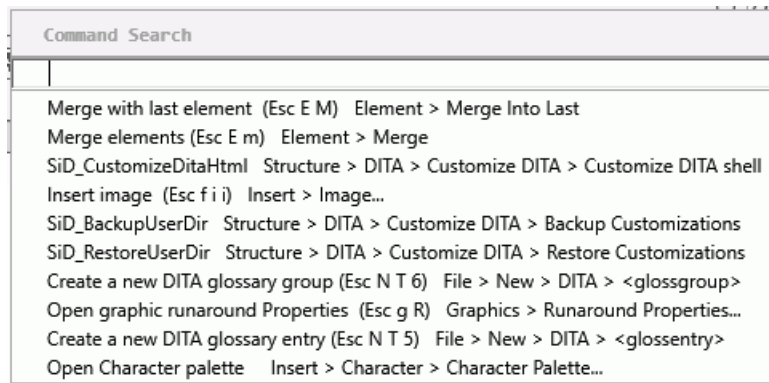 Command Search
Merge with last element (Esc E M) Element > Merge Into Last
Merge elements (Esc E m) Element > Merge
SiD_CustomizeDitaHtml Structure > DITA > Customize DITA > Customize DITA shell
Insert image (Esc f i i) Insert > Image...
SiD_BackupUserDir Structure > DITA > Customize DITA > Backup Customizations
SiD_RestoreUserDir Structure > DITA > Customize DITA > Restore Customizations
Create a new DITA glossary group (Esc N T 6) File > New > DITA > <glossgroup>
Open graphic runaround Properties (Esc g R) Graphics > Runaround Properties...
Create a new DITA glossary entry (Esc N T 5) File > New > DITA > <glossentry>
Open Character palette Insert > Character > Character Palette...